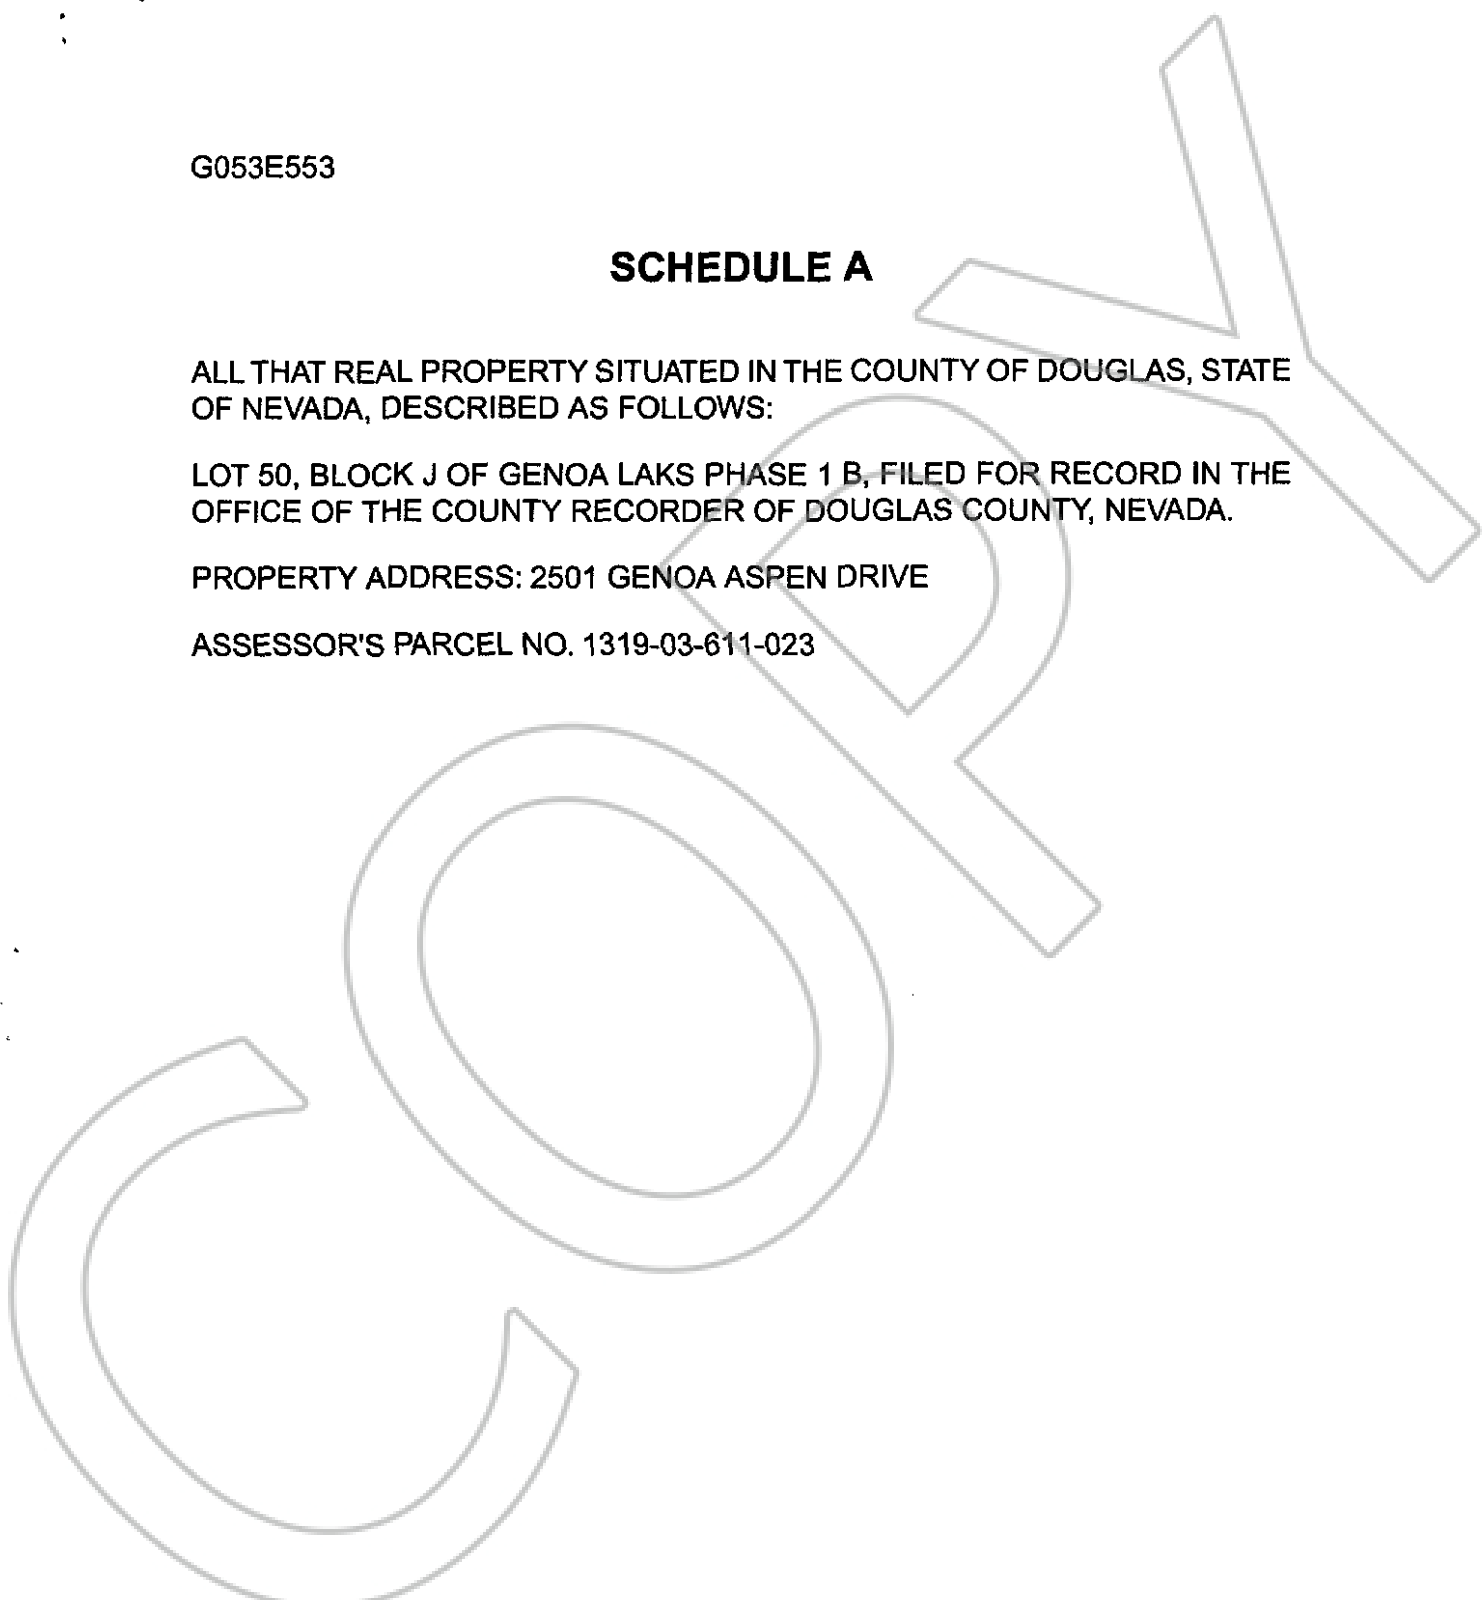 G053E553
SCHEDULE A
ALL THAT REAL PROPERTY SITUATED IN THE COUNTY OF DOUGLAS, STATE
OF NEVADA, DESCRIBED AS FOLLOWS:
LOT 50, BLOCK J OF GENOA LAKS PHASE 1 B, FILED FOR RECORD IN THE
OFFICE OF THE COUNTY RECORDER OF DOUGLAS COUNTY, NEVADA.
PROPERTY ADDRESS: 2501 GENOA ASPEN DRIVE
ASSESSOR'S PARCEL NO. 1319-03-611-023
COPY